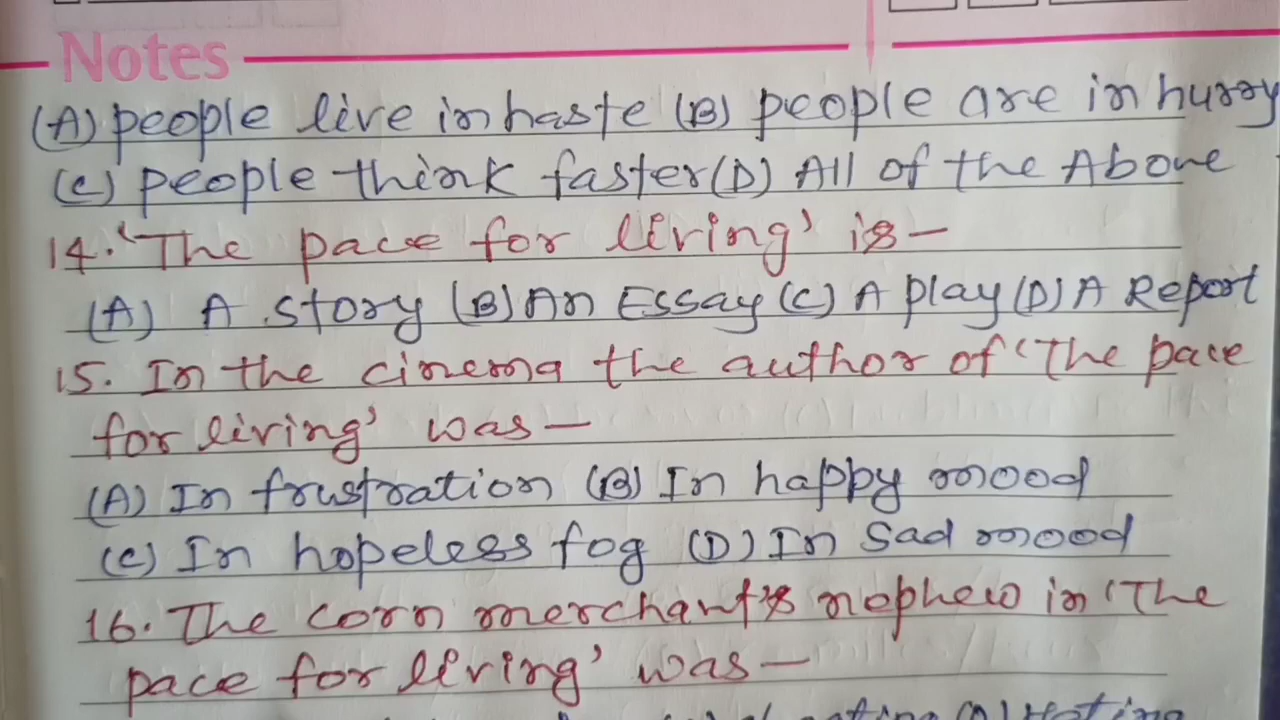 Notes
(A) people live in haste (B) people are in hurry
(C) people think faster (D) All of the Above
14. 'The pace for living' is —
(A) A story (B) An Essay (C) A play (D) A Report
15. In the cinema the author of 'The pace
for living' was —
(A) In frustration (B) In happy mood
(C) In hopeless fog (D) In Sad mood
16. The corn merchant's nephew in 'The
pace for living' was —